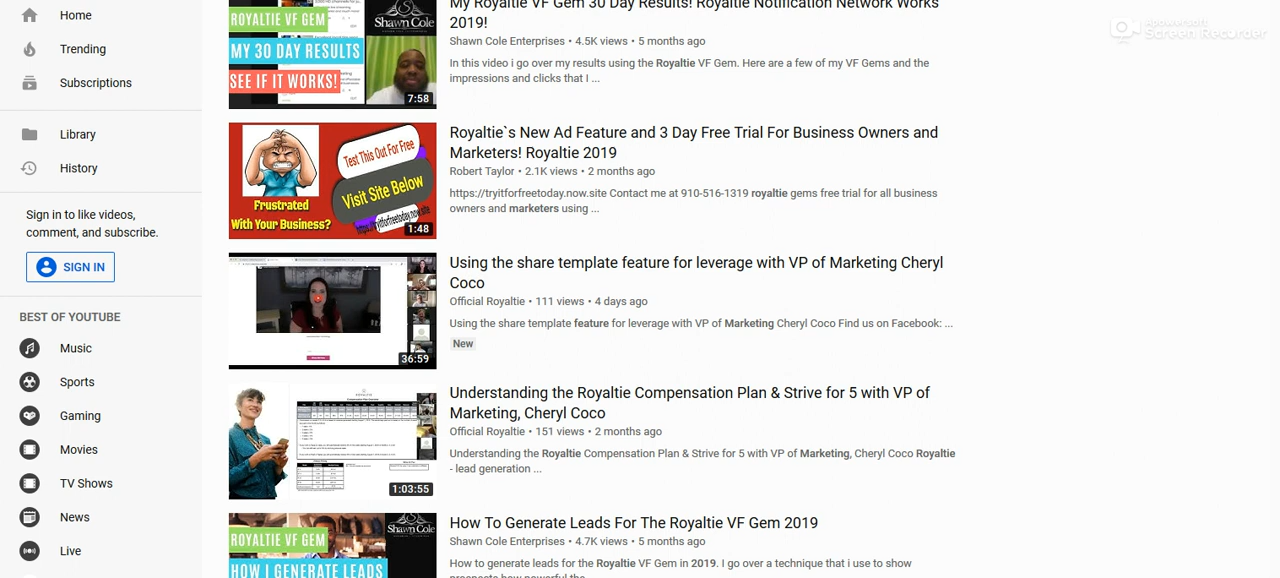 Home
Trending
Subscriptions
Library
History
Sign in to like videos,
comment, and subscribe.
SIGN IN
BEST OF YOUTUBE
Music
Sports
Gaming
Movies
TV Shows
News
Live
ROYALTIE VF GEM
MY 30 DAY RESULTS
SEE IF IT WORKS!
Shawn Cole
7:58
My Royaltie VF Gem 30 Day Results! Royaltie Notification Network Works
2019!
Shawn Cole Enterprises • 4.5K views • 5 months ago
In this video i go over my results using the Royaltie VF Gem. Here are a few of my VF Gems and the
impressions and clicks that I ...
Test This Out For Free
Visit Site Below
https://tryitforfreetoday.now.site
Frustrated
With Your Business?
1:48
Royaltie`s New Ad Feature and 3 Day Free Trial For Business Owners and
Marketers! Royaltie 2019
Robert Taylor • 2.1K views • 2 months ago
https://tryitforfreetoday.now.site Contact me at 910-516-1319 royaltie gems free trial for all business
owners and marketers using ...
36:59
Using the share template feature for leverage with VP of Marketing Cheryl
Coco
Official Royaltie • 111 views • 4 days ago
Using the share template feature for leverage with VP of Marketing Cheryl Coco Find us on Facebook: ...
New
1:03:55
Understanding the Royaltie Compensation Plan & Strive for 5 with VP of
Marketing, Cheryl Coco
Official Royaltie • 151 views • 2 months ago
Understanding the Royaltie Compensation Plan & Strive for 5 with VP of Marketing, Cheryl Coco Royaltie
- lead generation ...
ROYALTIE VF GEM
HOW I GENERATE LEADS
Shawn Cole
How To Generate Leads For The Royaltie VF Gem 2019
Shawn Cole Enterprises • 4.7K views • 5 months ago
How to generate leads for the Royaltie VF Gem in 2019. I go over a technique that i use to show
prospects how powerful the
Apowersoft
Screen Recorder